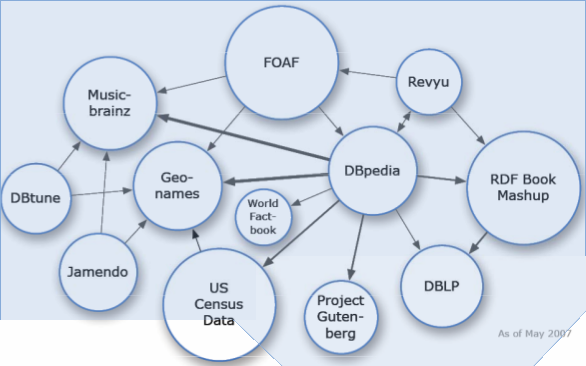 FOAF
Revyu
Music-
brainz
DBpedia
RDF Book
Mashup
Geo-
names
DBtune
World
Fact-
book
Jamendo
US
Census
Data
Project
Guten-
berg
DBLP
As of May 2007